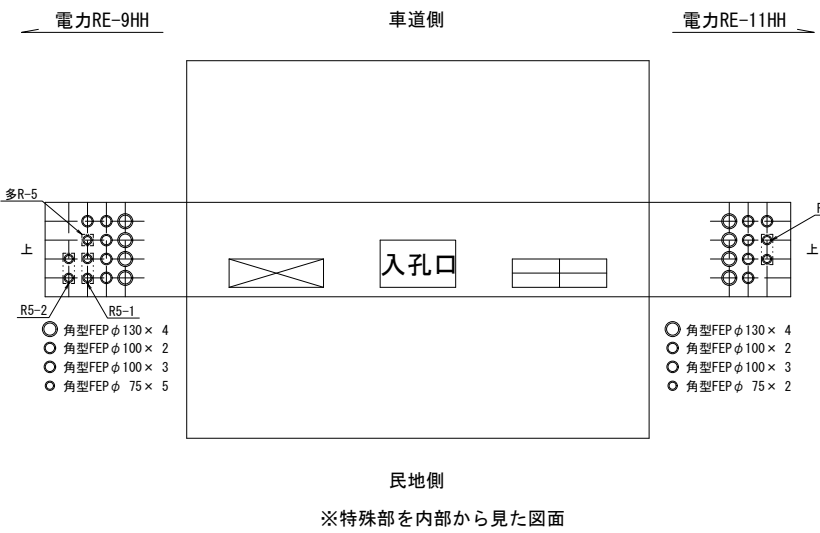 電力RE-9HH
車道側
電力RE-11HH
多R-5
上
入孔口
上
R5-2
R5-1
角型FEPφ130× 4
角型FEPφ100× 2
角型FEPφ100× 3
角型FEPφ 75× 5
角型FEPφ130× 4
角型FEPφ100× 2
角型FEPφ100× 3
角型FEPφ 75× 2
民地側
※特殊部を内部から見た図面